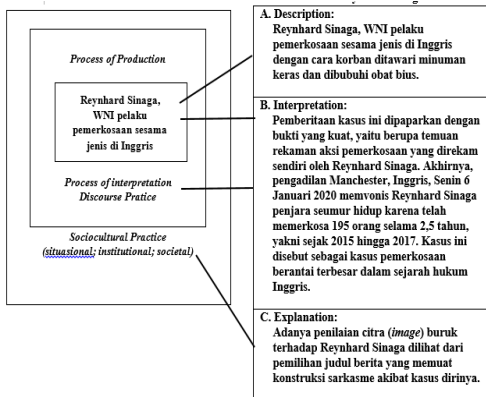 Process of Production
Reynhard Sinaga,
WNI pelaku
pemerkosaan sesama
jenis di Inggris
Process of interpretation
Discourse Pratice
Sociocultural Practice
(situasional; institutional; societal)
A. Description:
Reynhard Sinaga, WNI pelaku
pemerkosaan sesama jenis di Inggris
dengan cara korban ditawari minuman
keras dan dibubuhi obat bius.
B. Interpretation:
Pemberitaan kasus ini dipaparkan dengan
bukti yang kuat, yaitu berupa temuan
rekaman aksi pemerkosaan yang direkam
sendiri oleh Reynhard Sinaga. Akhirnya,
pengadilan Manchester, Inggris, Senin 6
Januari 2020 memvonis Reynhard Sinaga
penjara seumur hidup karena telah
memerkosa 195 orang selama 2,5 tahun,
yakni sejak 2015 hingga 2017. Kasus ini
disebut sebagai kasus pemerkosaan
berantai terbesar dalam sejarah hukum
Inggris.
C. Explanation:
Adanya penilaian citra (image) buruk
terhadap Reynhard Sinaga dilihat dari
pemilihan judul berita yang memuat
konstruksi sarkasme akibat kasus dirinya.